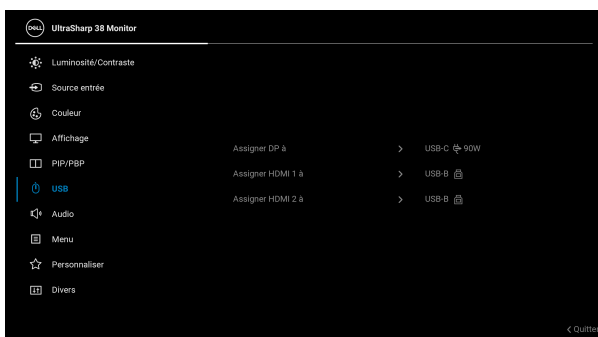 DELL UltraSharp 38 Monitor
Luminosité/Contraste
Source entrée
Couleur
Affichage
Assigner DP à USB-C 90W
PIP/PBP
Assigner HDMI 1 à USB-B
USB
Assigner HDMI 2 à USB-B
Audio
Menu
Personnaliser
Divers
Quitter